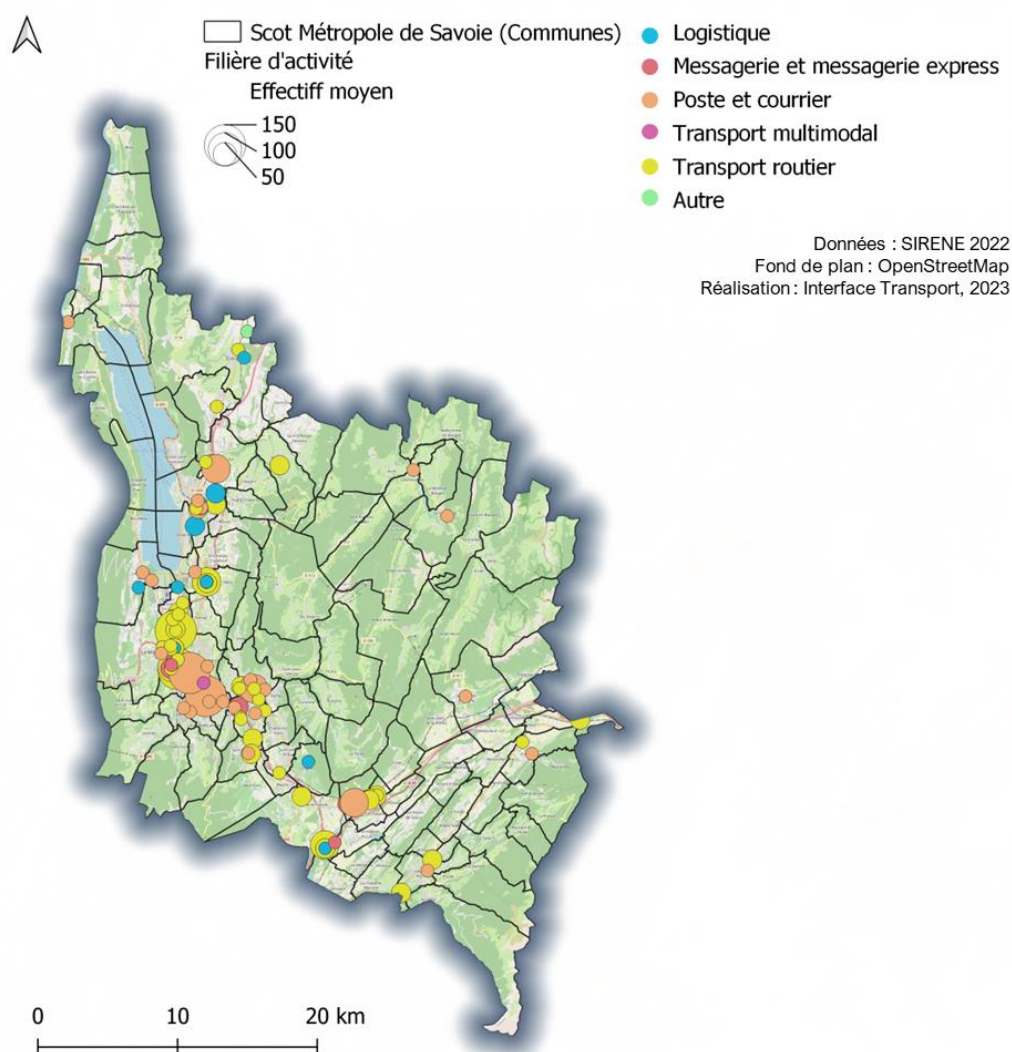 Scot Métropole de Savoie (Communes)
Filière d'activité
Effectiff moyen
150
100
50
Logistique
Messagerie et messagerie express
Poste et courrier
Transport multimodal
Transport routier
Autre
Données : SIRENE 2022
Fond de plan : OpenStreetMap
Réalisation : Interface Transport, 2023
0 10 20 km